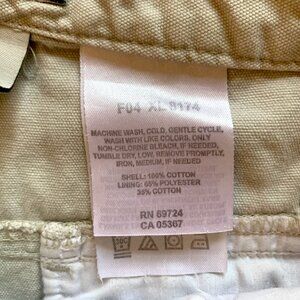 F04 XL 9174
MACHINE WASH, COLD, GENTLE CYCLE,
WASH WITH LIKE COLORS, ONLY
NON-CHLORINE BLEACH, IF NEEDED,
TUMBLE DRY, LOW, REMOVE PROMPTLY,
IRON, MEDIUM, IF NEEDED
SHELL: 100% COTTON
LINING: 65% POLYESTER
35% COTTON
RN 69724
CA 05367